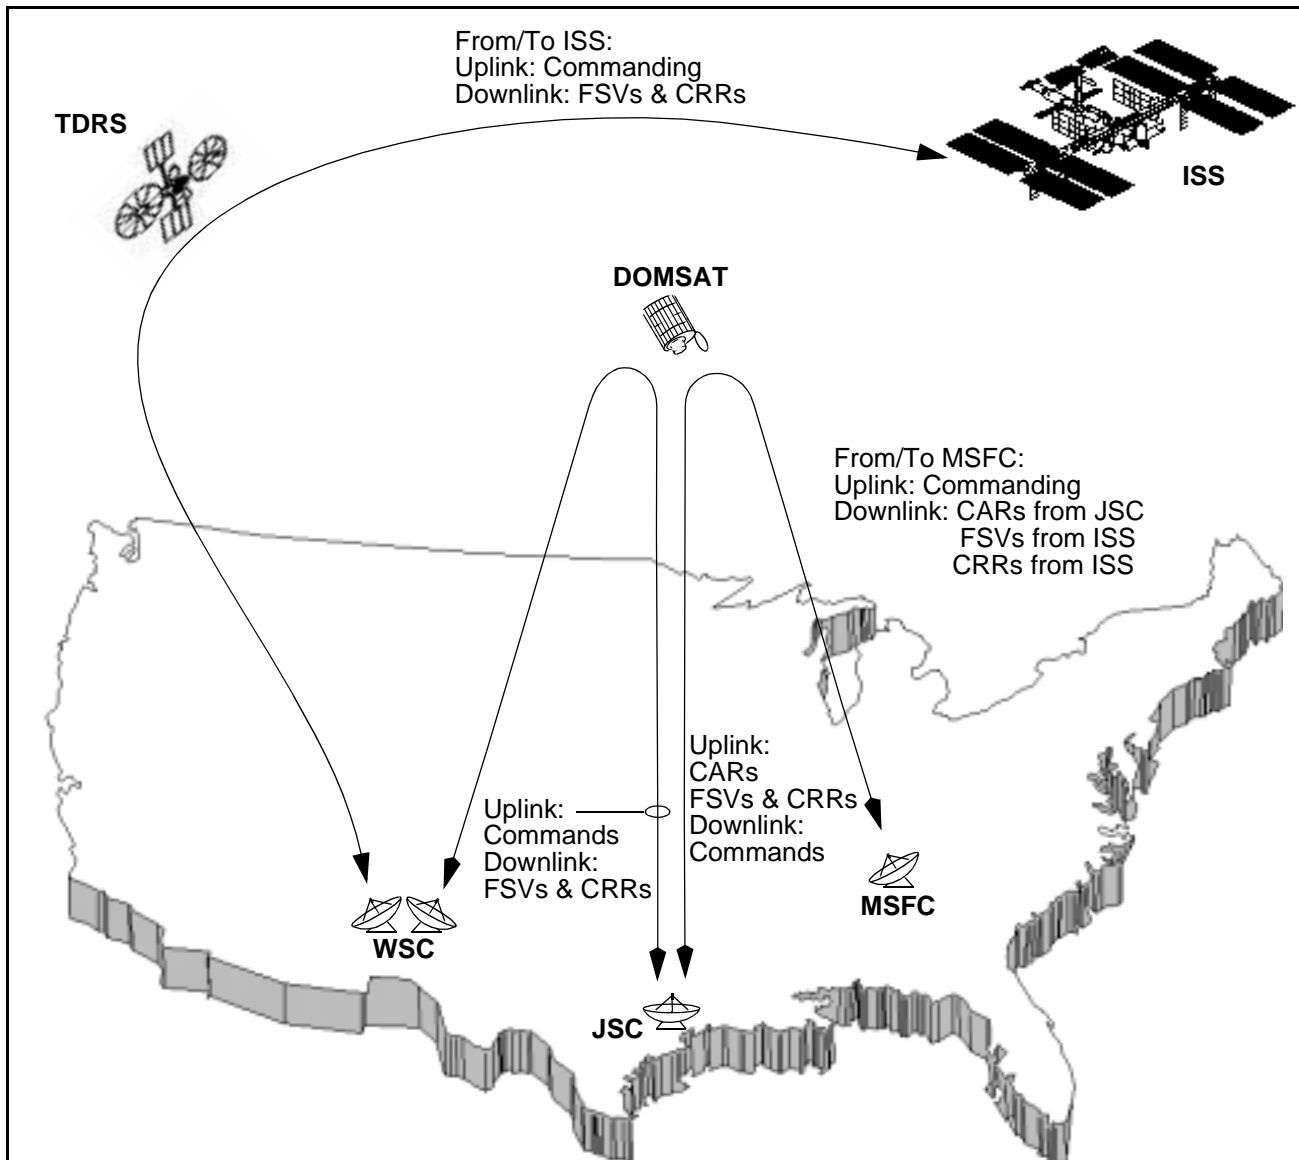 From/To ISS:
Uplink: Commanding
Downlink: FSVs & CRRs
TDRS
ISS
DOMSAT
From/To MSFC:
Uplink: Commanding
Downlink: CARs from JSC
FSVs from ISS
CRRs from ISS
Uplink:
CARs
FSVs & CRRs
Downlink:
Commands
Uplink:
Commands
Downlink:
FSVs & CRRs
MSFC
WSC
JSC